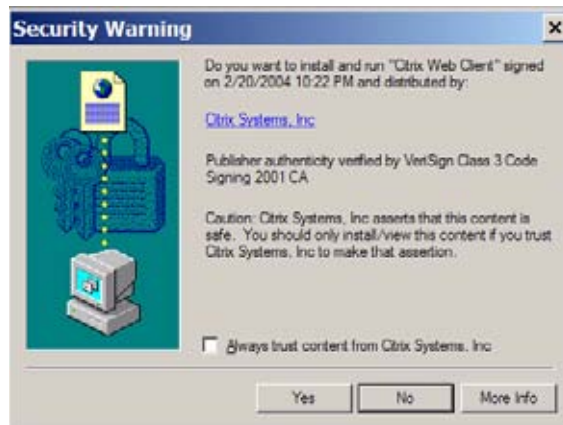 Security Warning
Do you want to install and run "Citrix Web Client" signed
on 2/20/2004 10:22 PM and distributed by:
Citrix Systems, Inc
Publisher authenticity verified by VeriSign Class 3 Code
Signing 2001 CA
Caution: Citrix Systems, Inc asserts that this content is
safe. You should only install/view this content if you trust
Citrix Systems, Inc to make that assertion.
Always trust content from Citrix Systems, Inc
Yes
No
More Info